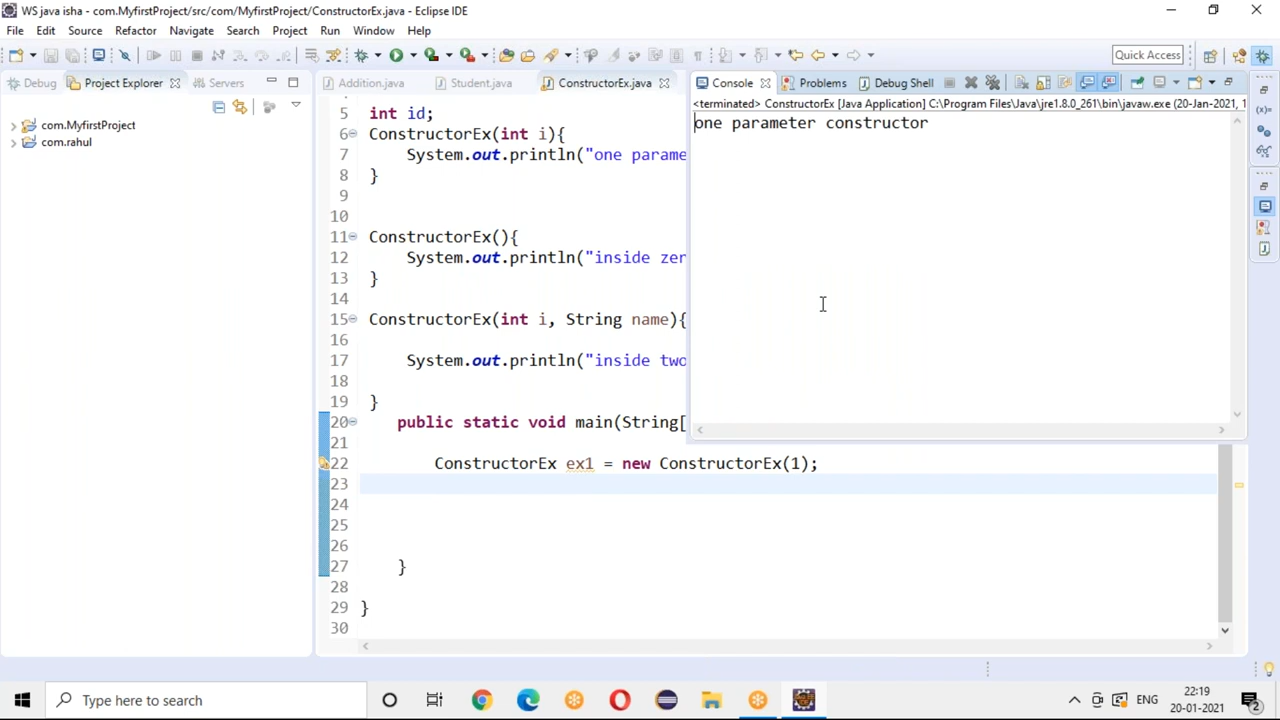 WS java isha - com.MyfirstProject/src/com/MyfirstProject/ConstructorEx.java - Eclipse IDE
File Edit Source Refactor Navigate Search Project Run Window Help
Quick Access
Debug Project Explorer Servers
Addition.java Student.java ConstructorEx.java
Console Problems Debug Shell
com.MyfirstProject
com.rahul
<terminated> ConstructorEx [Java Application] C:\Program Files\Java\jre1.8.0_261\bin\javaw.exe (20-Jan-2021, 1
one parameter constructor
5 int id;
6 ConstructorEx(int i){
7 System.out.println("one parame
8 }
9
10
11 ConstructorEx(){
12 System.out.println("inside zer
13 }
14
15 ConstructorEx(int i, String name){
16
17 System.out.println("inside two
18
19 }
20 public static void main(String[
21
22 ConstructorEx ex1 = new ConstructorEx(1);
23
24
25
26
27 }
28
29 }
30
Type here to search
ENG
22:19
20-01-2021
2